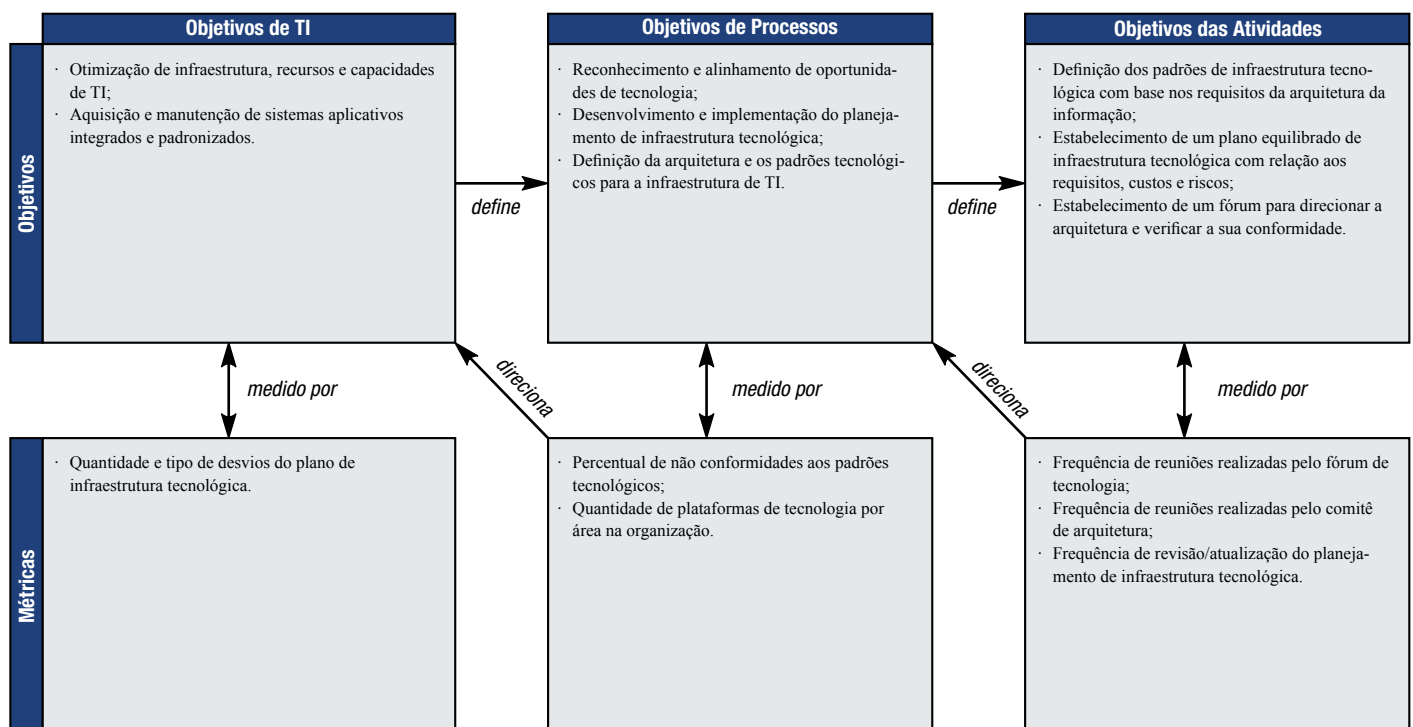 Objetivos de TI
Objetivos de Processos
Objetivos das Atividades
Objetivos
· Otimização de infraestrutura, recursos e capacidades
de TI;
· Aquisição e manutenção de sistemas aplicativos
integrados e padronizados.
define
· Reconhecimento e alinhamento de oportunida-
des de tecnologia;
· Desenvolvimento e implementação do planeja-
mento de infraestrutura tecnológica;
· Definição da arquitetura e os padrões tecnológi-
cos para a infraestrutura de TI.
define
· Definição dos padrões de infraestrutura tecno-
lógica com base nos requisitos da arquitetura da
informação;
· Estabelecimento de um plano equilibrado de
infraestrutura tecnológica com relação aos
requisitos, custos e riscos;
· Estabelecimento de um fórum para direcionar a
arquitetura e verificar a sua conformidade.
medido por
direciona
medido por
direciona
medido por
Métricas
· Quantidade e tipo de desvios do plano de
infraestrutura tecnológica.
· Percentual de não conformidades aos padrões
tecnológicos;
· Quantidade de plataformas de tecnologia por
área na organização.
· Frequência de reuniões realizadas pelo fórum de
tecnologia;
· Frequência de reuniões realizadas pelo comitê
de arquitetura;
· Frequência de revisão/atualização do planeja-
mento de infraestrutura tecnológica.